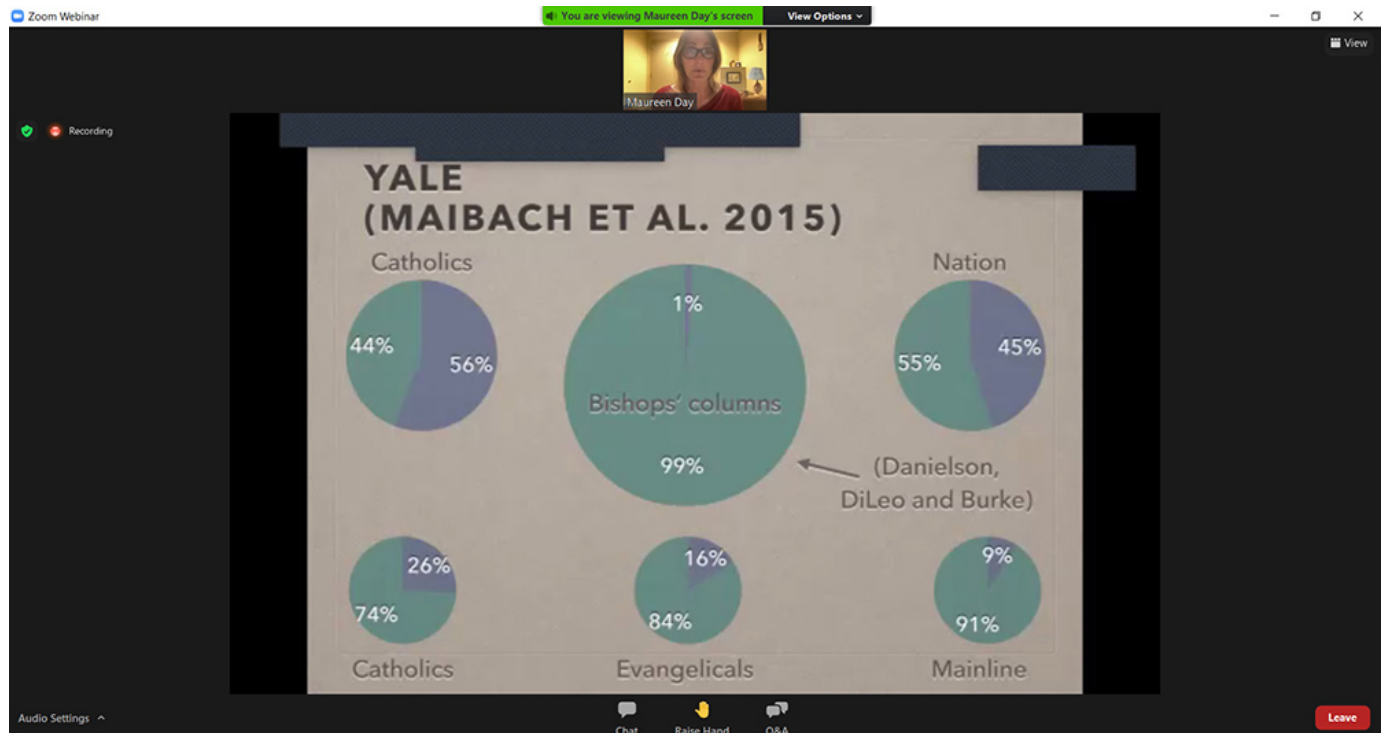 Zoom Webinar
You are viewing Maureen Day's screen
View Options
View
Maureen Day
Recording
YALE
(MAIBACH ET AL. 2015)
Catholics
Nation
44%
56%
1%
Bishops' columns
99%
55%
45%
(Danielson,
DiLeo and Burke)
26%
74%
16%
84%
9%
91%
Catholics
Evangelicals
Mainline
Audio Settings
Chat
Raise Hand
Q&A
Leave